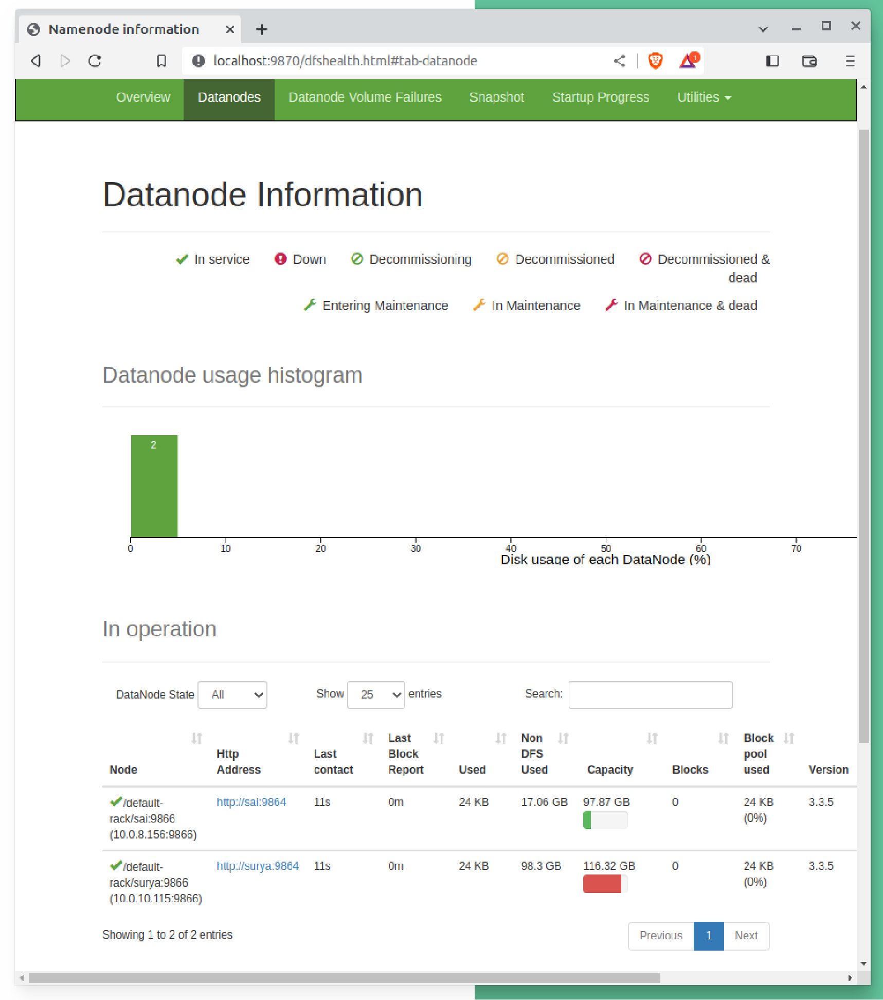 Namenode information
localhost:9870/dfshealth.html#tab-datanode
1
Overview Datanodes Datanode Volume Failures Snapshot Startup Progress Utilities
Datanode Information
In service Down Decommissioning Decommissioned Decommissioned &
dead
Entering Maintenance In Maintenance In Maintenance & dead
Datanode usage histogram
2
0 10 20 30 40 50 60 70
Disk usage of each DataNode (%)
In operation
DataNode State All Show 25 entries Search:
Last Non Block
Http Last Block DFS pool
Node Address contact Report Used Used Capacity Blocks used Version
/default- http://sai:9864 11s 0m 24 KB 17.06 GB 97.87 GB 0 24 KB 3.3.5
rack/sai:9866 (0%)
(10.0.8.156:9866)
/default- http://surya:9864 11s 0m 24 KB 98.3 GB 116.32 GB 0 24 KB 3.3.5
rack/surya:9866 (0%)
(10.0.10.115:9866)
Showing 1 to 2 of 2 entries
Previous 1 Next